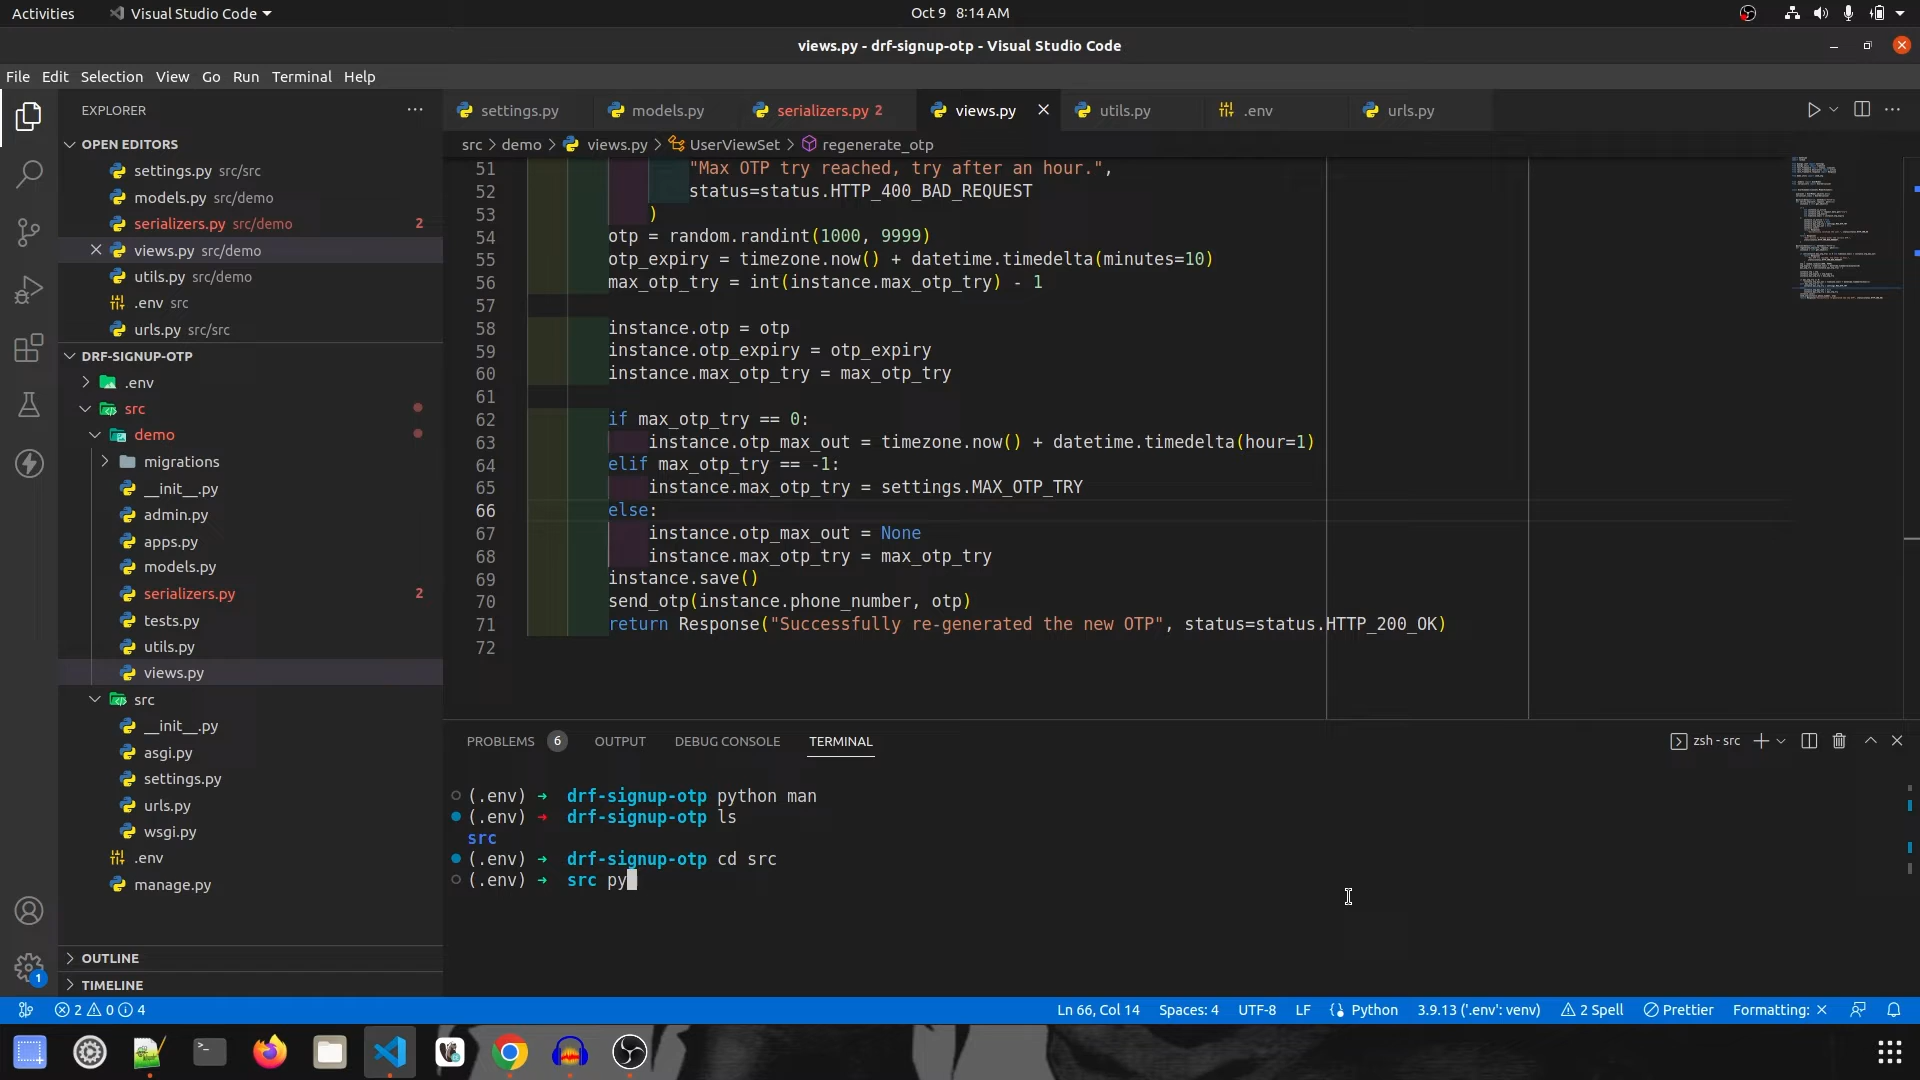 Activities
Visual Studio Code
Oct 9 8:14 AM
views.py - drf-signup-otp - Visual Studio Code
File Edit Selection View Go Run Terminal Help
EXPLORER
OPEN EDITORS
settings.py src/src
models.py src/demo
serializers.py src/demo 2
views.py src/demo
utils.py src/demo
.env src
urls.py src/src
DRF-SIGNUP-OTP
.env
src
demo
migrations
__init__.py
admin.py
apps.py
models.py
serializers.py 2
tests.py
utils.py
views.py
src
__init__.py
asgi.py
settings.py
urls.py
wsgi.py
.env
manage.py
OUTLINE
TIMELINE
1
settings.py models.py serializers.py 2 views.py utils.py .env urls.py
src > demo > views.py > UserViewSet > regenerate_otp
51 "Max OTP try reached, try after an hour.",
52 status=status.HTTP_400_BAD_REQUEST
53 )
54 otp = random.randint(1000, 9999)
55 otp_expiry = timezone.now() + datetime.timedelta(minutes=10)
56 max_otp_try = int(instance.max_otp_try) - 1
57
58 instance.otp = otp
59 instance.otp_expiry = otp_expiry
60 instance.max_otp_try = max_otp_try
61
62 if max_otp_try == 0:
63 instance.otp_max_out = timezone.now() + datetime.timedelta(hour=1)
64 elif max_otp_try == -1:
65 instance.max_otp_try = settings.MAX_OTP_TRY
66 else:
67 instance.otp_max_out = None
68 instance.max_otp_try = max_otp_try
69 instance.save()
70 send_otp(instance.phone_number, otp)
71 return Response("Successfully re-generated the new OTP", status=status.HTTP_200_OK)
72
PROBLEMS 6 OUTPUT DEBUG CONSOLE TERMINAL
zsh - src
(.env) ➜ drf-signup-otp python man
(.env) ➜ drf-signup-otp ls
src
(.env) ➜ drf-signup-otp cd src
(.env) ➜ src py
2 0 4
Ln 66, Col 14 Spaces: 4 UTF-8 LF Python 3.9.13 ('.env': venv) 2 Spell Prettier Formatting: ×